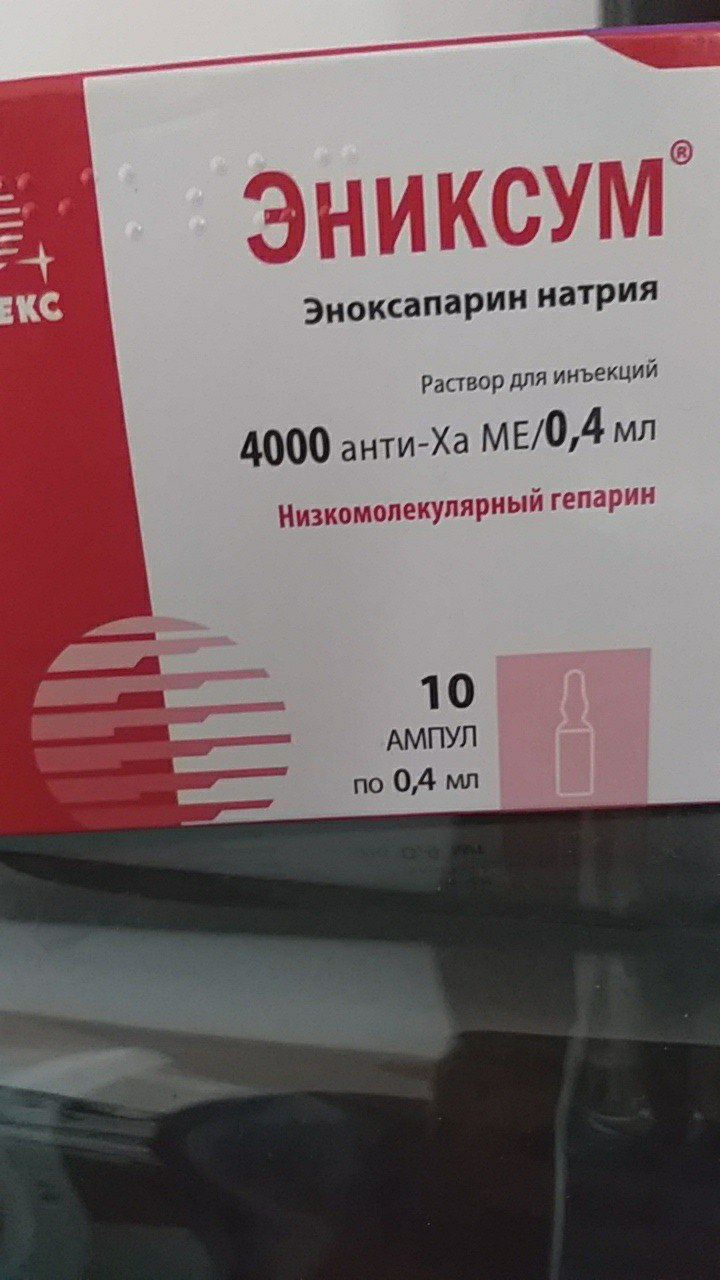 ЭНИКСУМ®
Эноксапарин натрия
Раствор для инъекций
4000 анти-Ха МЕ/0,4 мл
Низкомолекулярный гепарин
10
АМПУЛ
по 0,4 мл
ЕКС